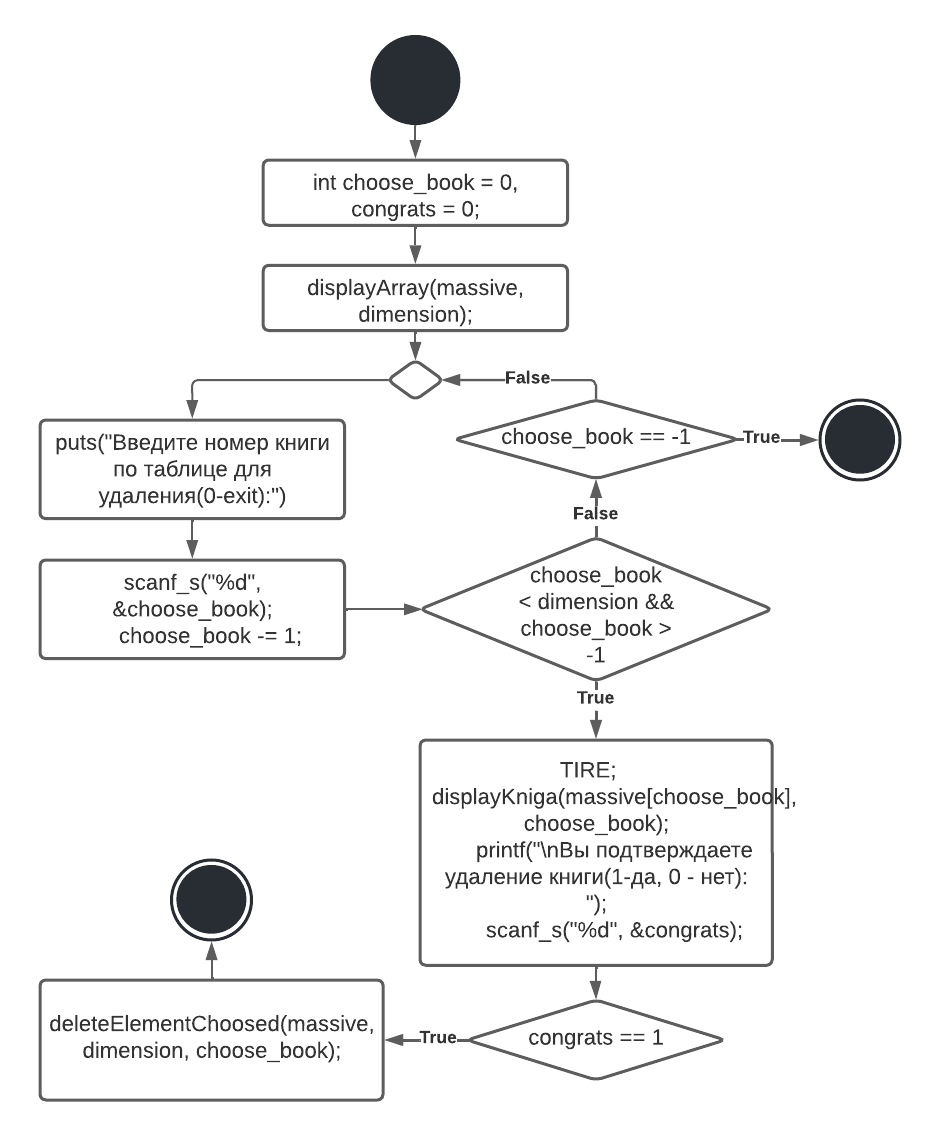 int choose_book = 0,
congrats = 0;
displayArray(massive,
dimension);
False
puts("Введите номер книги
по таблице для
удаления(0-exit):")
choose_book == -1
True
False
scanf_s("%d",
&choose_book);
choose_book -= 1;
choose_book
< dimension &&
choose_book >
-1
True
TIRE;
displayKniga(massive[choose_book],
choose_book);
printf("\nВы подтверждаете
удаление книги(1-да, 0 - нет):
");
scanf_s("%d", &congrats);
deleteElementChoosed(massive,
dimension, choose_book);
True
congrats == 1